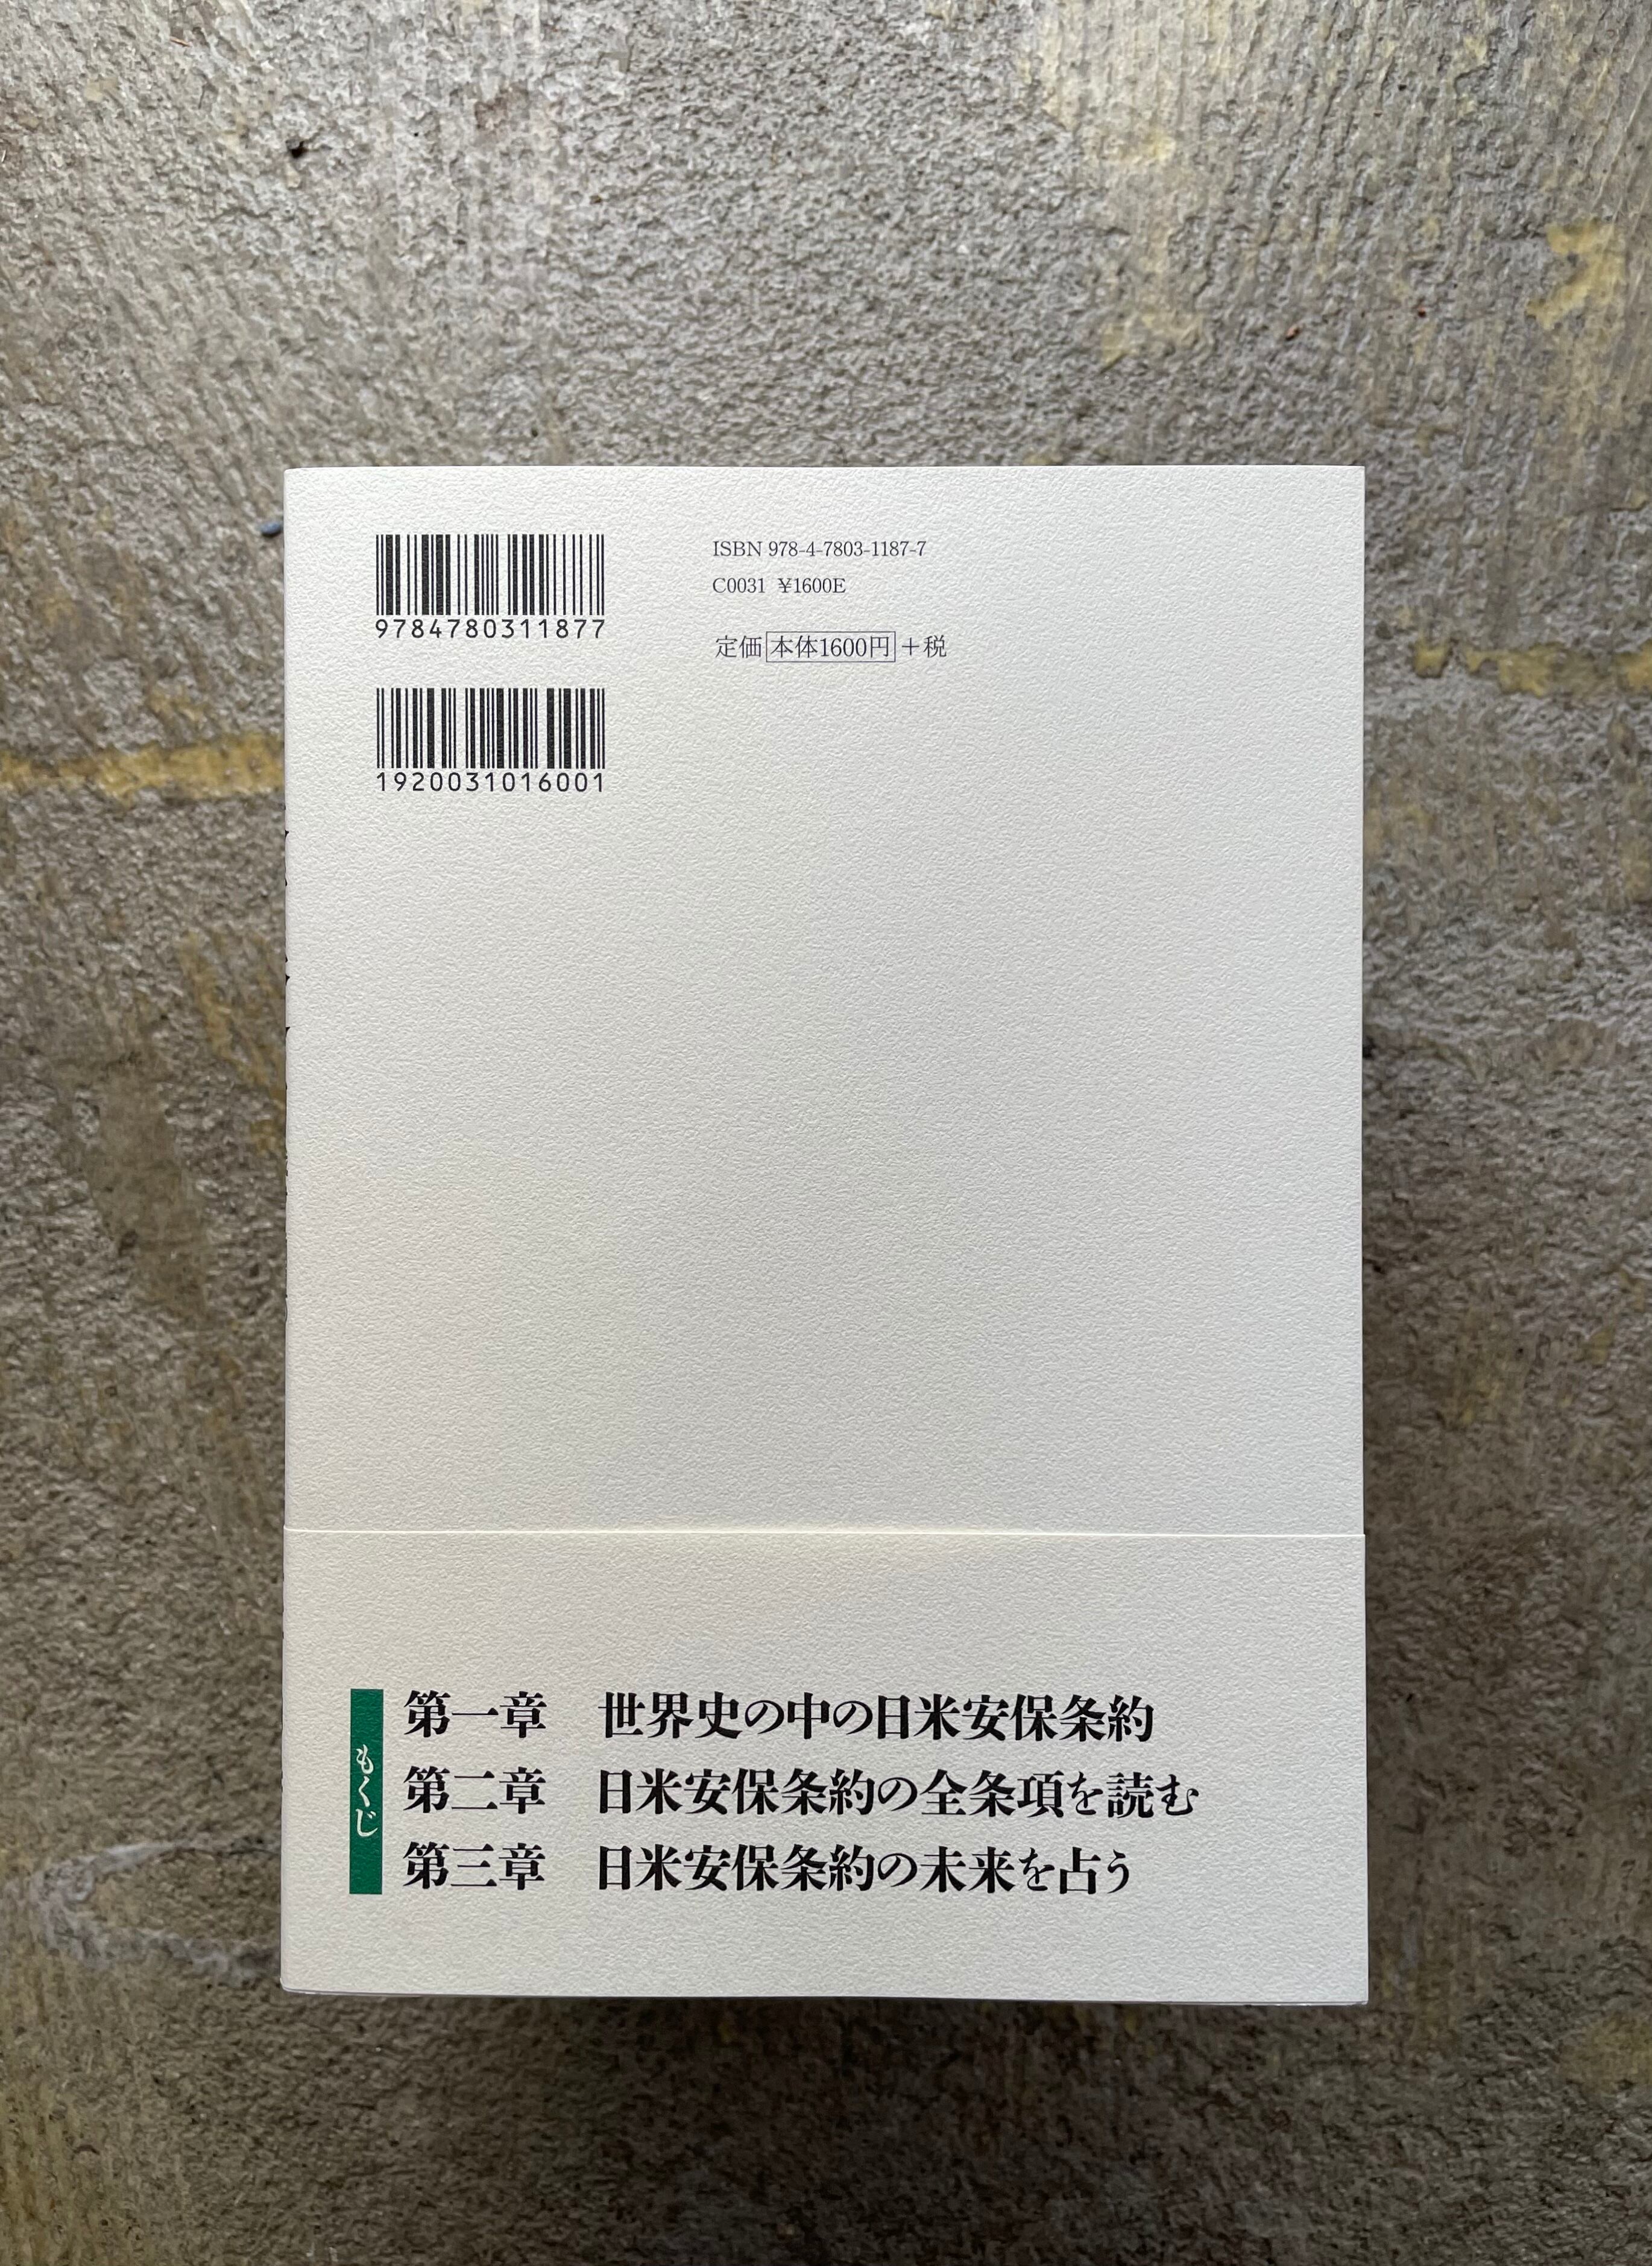 9784780311877
1920031016001
ISBN 978-4-7803-1187-7
C0031 ¥1600E
定価本体1600円+税
もくじ
第一章 世界史の中の日米安保条約
第二章 日米安保条約の全条項を読む
第三章 日米安保条約の未来を占う